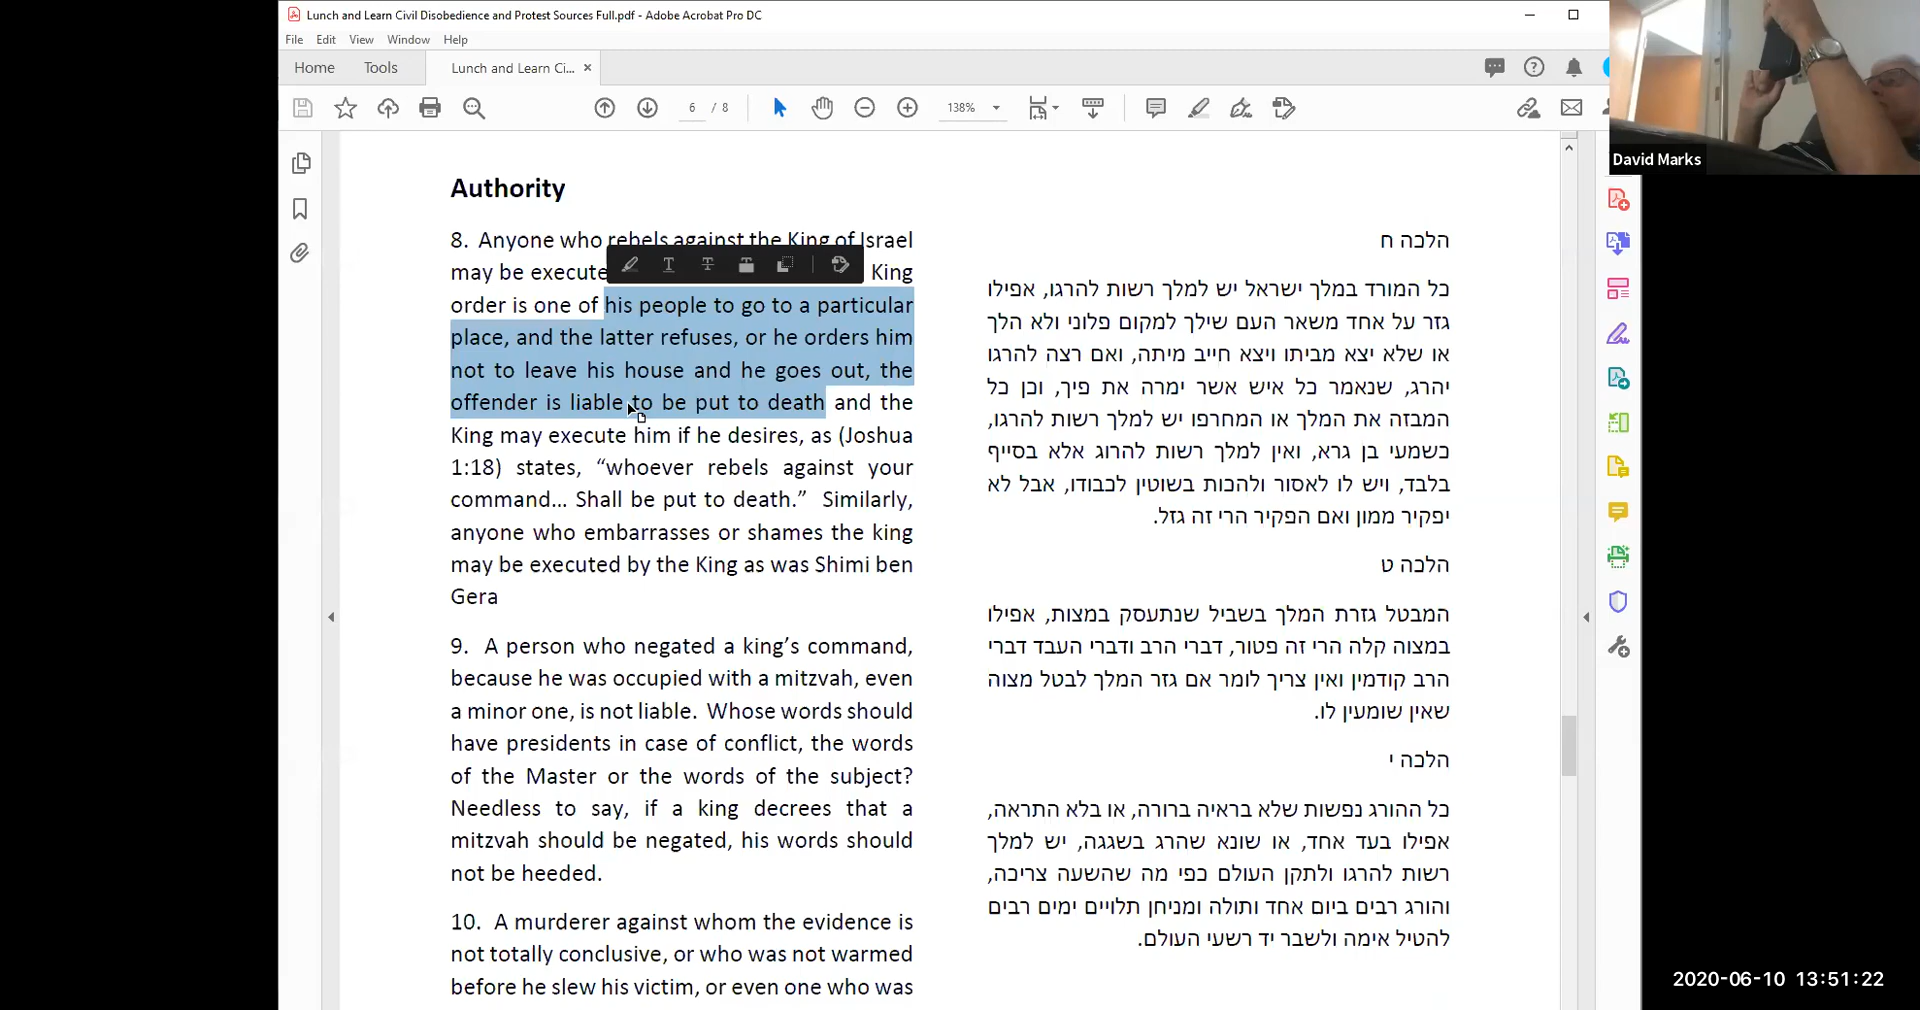 Lunch and Learn Civil Disobedience and Protest Sources Full.pdf - Adobe Acrobat Pro DC
File Edit View Window Help
Home Tools Lunch and Learn Ci... ×
6 / 8 138%
David Marks
Authority
8. Anyone who rebels against the King of Israel
may be execute King
order is one of his people to go to a particular
place, and the latter refuses, or he orders him
not to leave his house and he goes out, the
offender is liable to be put to death and the
King may execute him if he desires, as (Joshua
1:18) states, “whoever rebels against your
command... Shall be put to death.” Similarly,
anyone who embarrasses or shames the king
may be executed by the King as was Shimi ben
Gera
9. A person who negated a king’s command,
because he was occupied with a mitzvah, even
a minor one, is not liable. Whose words should
have presidents in case of conflict, the words
of the Master or the words of the subject?
Needless to say, if a king decrees that a
mitzvah should be negated, his words should
not be heeded.
10. A murderer against whom the evidence is
not totally conclusive, or who was not warmed
before he slew his victim, or even one who was
הלכה ח
כל המורד במלך ישראל יש למלך רשות להרגו, אפילו
גזר על אחד משאר העם שילך למקום פלוני ולא הלך
או שלא יצא מביתו ויצא חייב מיתה, ואם רצה להרגו
יהרג, שנאמר כל איש אשר ימרה את פיך, וכן כל
המבזה את המלך או המחרפו יש למלך רשות להרגו,
כשמעי בן גרא, ואין למלך רשות להרוג אלא בסייף
בלבד, ויש לו לאסור ולהכות בשוטין לכבודו, אבל לא
יפקיר ממון ואם הפקיר הרי זה גזל.
הלכה ט
המבטל גזרת המלך בשביל שנתעסק במצות, אפילו
במצוה קלה הרי זה פטור, דברי הרב ודברי העבד דברי
הרב קודמין ואין צריך לומר אם גזר המלך לבטל מצוה
שאין שומעין לו.
הלכה י
כל ההורג נפשות שלא בראיה ברורה, או בלא התראה,
אפילו בעד אחד, או שונא שהרג בשגגה, יש למלך
רשות להרגו ולתקן העולם כפי מה שהשעה צריכה,
והורג רבים ביום אחד ותולה ומניחן תלויים ימים רבים
להטיל אימה ולשבר יד רשעי העולם.
2020-06-10 13:51:22